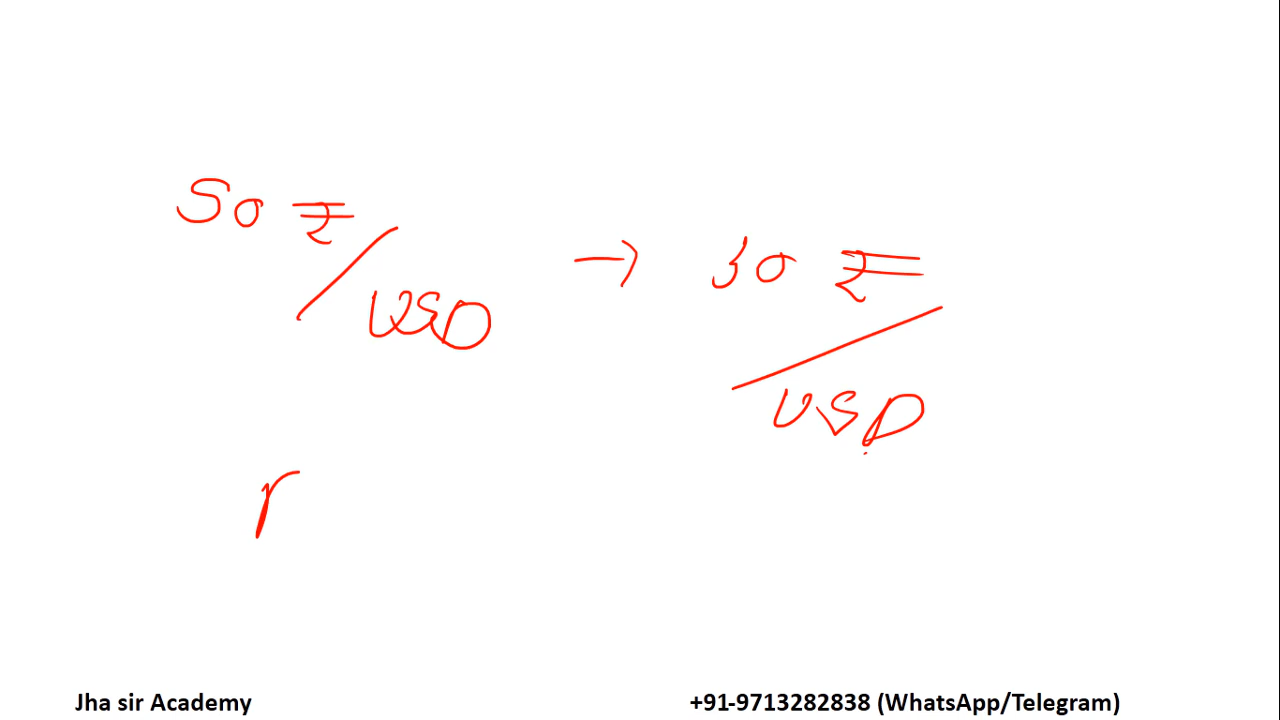 50 ₹/USD → 30 ₹/USD
r
Jha sir Academy
+91-9713282838 (WhatsApp/Telegram)